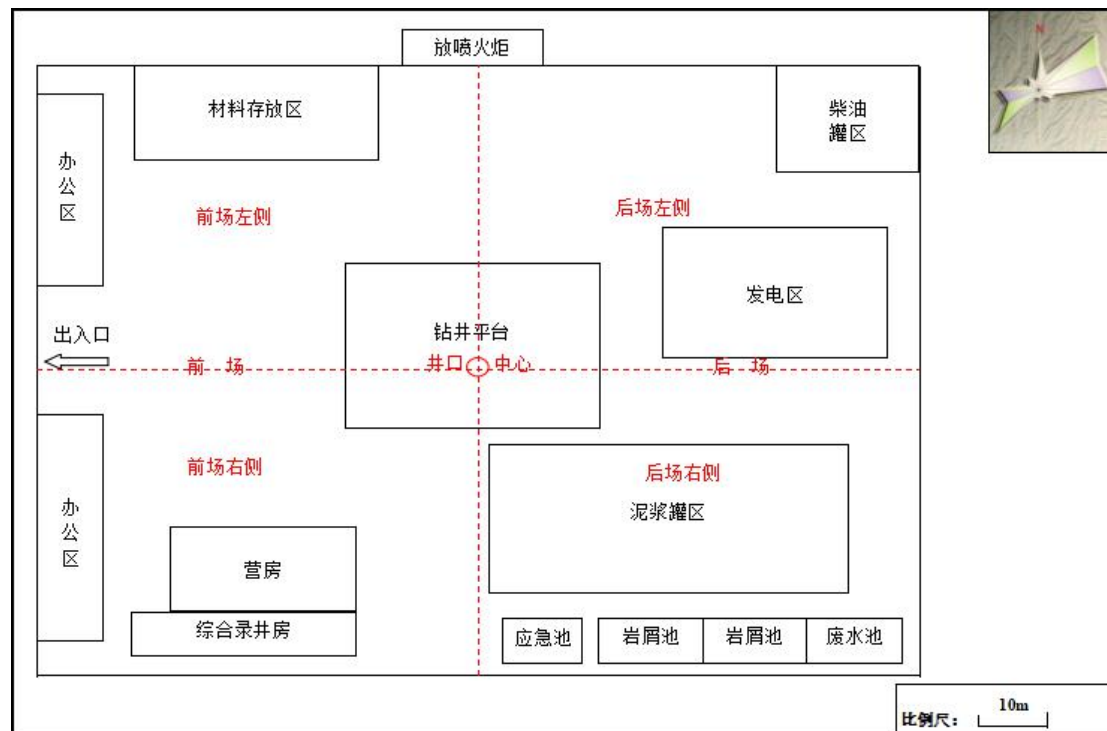 放喷火炬
N
材料存放区
柴油
罐区
办
公
区
前场左侧
后场左侧
发电区
钻井平台
出入口
前 场
井口
中心
后 场
前场右侧
后场右侧
泥浆罐区
办
公
区
营房
综合录井房
应急池
岩屑池
岩屑池
废水池
10m
比例尺：